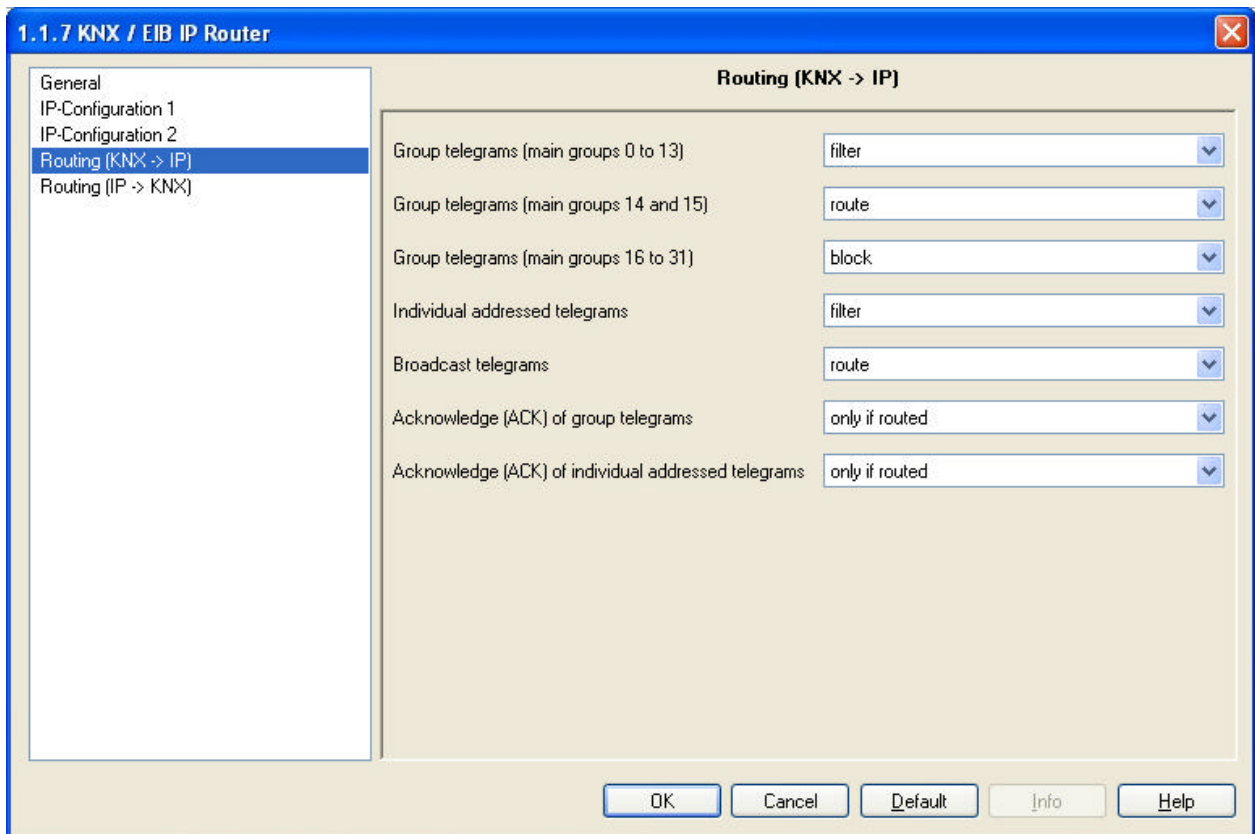 1.1.7 KNX / EIB IP Router
General
IP-Configuration 1
IP-Configuration 2
Routing (KNX -> IP)
Routing (IP -> KNX)
Routing (KNX -> IP)
Group telegrams (main groups 0 to 13) filter
Group telegrams (main groups 14 and 15) route
Group telegrams (main groups 16 to 31) block
Individual addressed telegrams filter
Broadcast telegrams route
Acknowledge (ACK) of group telegrams only if routed
Acknowledge (ACK) of individual addressed telegrams only if routed
OK Cancel Default Info Help